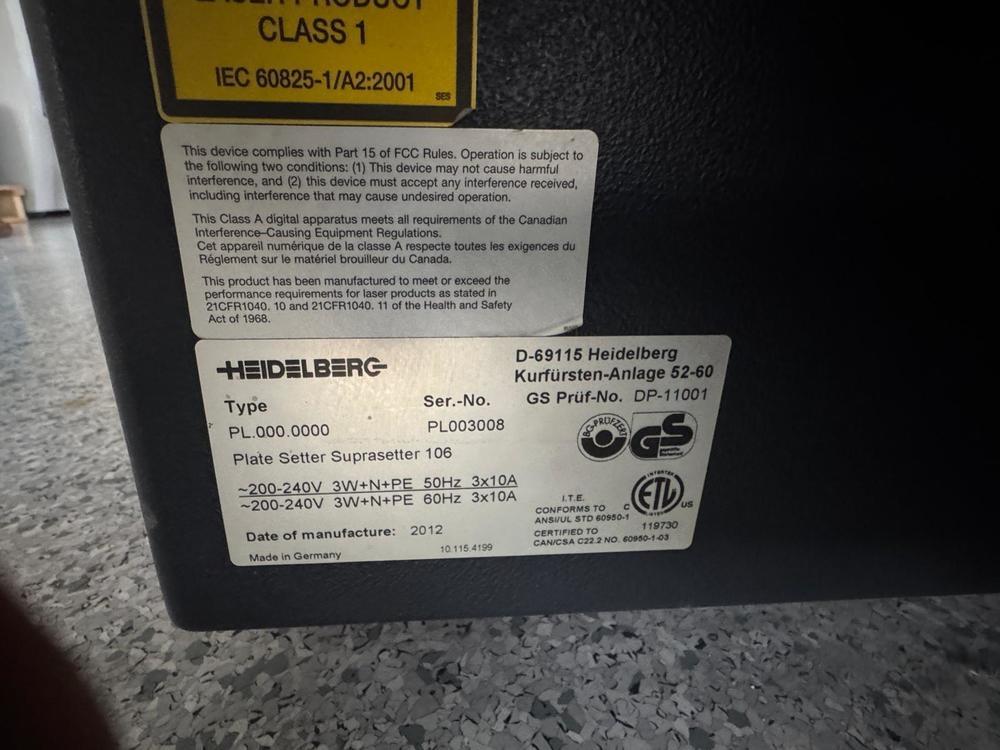 LASER PRODUCT
CLASS 1
IEC 60825-1/A2:2001
SES
This device complies with Part 15 of FCC Rules. Operation is subject to
the following two conditions: (1) This device may not cause harmful
interference, and (2) this device must accept any interference received,
including interference that may cause undesired operation.
This Class A digital apparatus meets all requirements of the Canadian
Interference–Causing Equipment Regulations.
Cet appareil numérique de la classe A respecte toutes les exigences du
Réglement sur le matériel brouilleur du Canada.
This product has been manufactured to meet or exceed the
performance requirements for laser products as stated in
21CFR1040. 10 and 21CFR1040. 11 of the Health and Safety
Act of 1968.
HEIDELBERG
D-69115 Heidelberg
Kurfürsten-Anlage 52-60
Type
Ser.-No.
GS Prüf-No. DP-11001
PL.000.0000
PL003008
BG-PRÜFZERT
GS
Plate Setter Suprasetter 106
~200-240V 3W+N+PE 50Hz 3x10A
~200-240V 3W+N+PE 60Hz 3x10A
I.T.E.
CONFORMS TO
ANSI/UL STD 60950-1
CERTIFIED TO
CAN/CSA C22.2 NO. 60950-1-03
C ETL US
119730
Date of manufacture: 2012
Made in Germany
10.115.4199